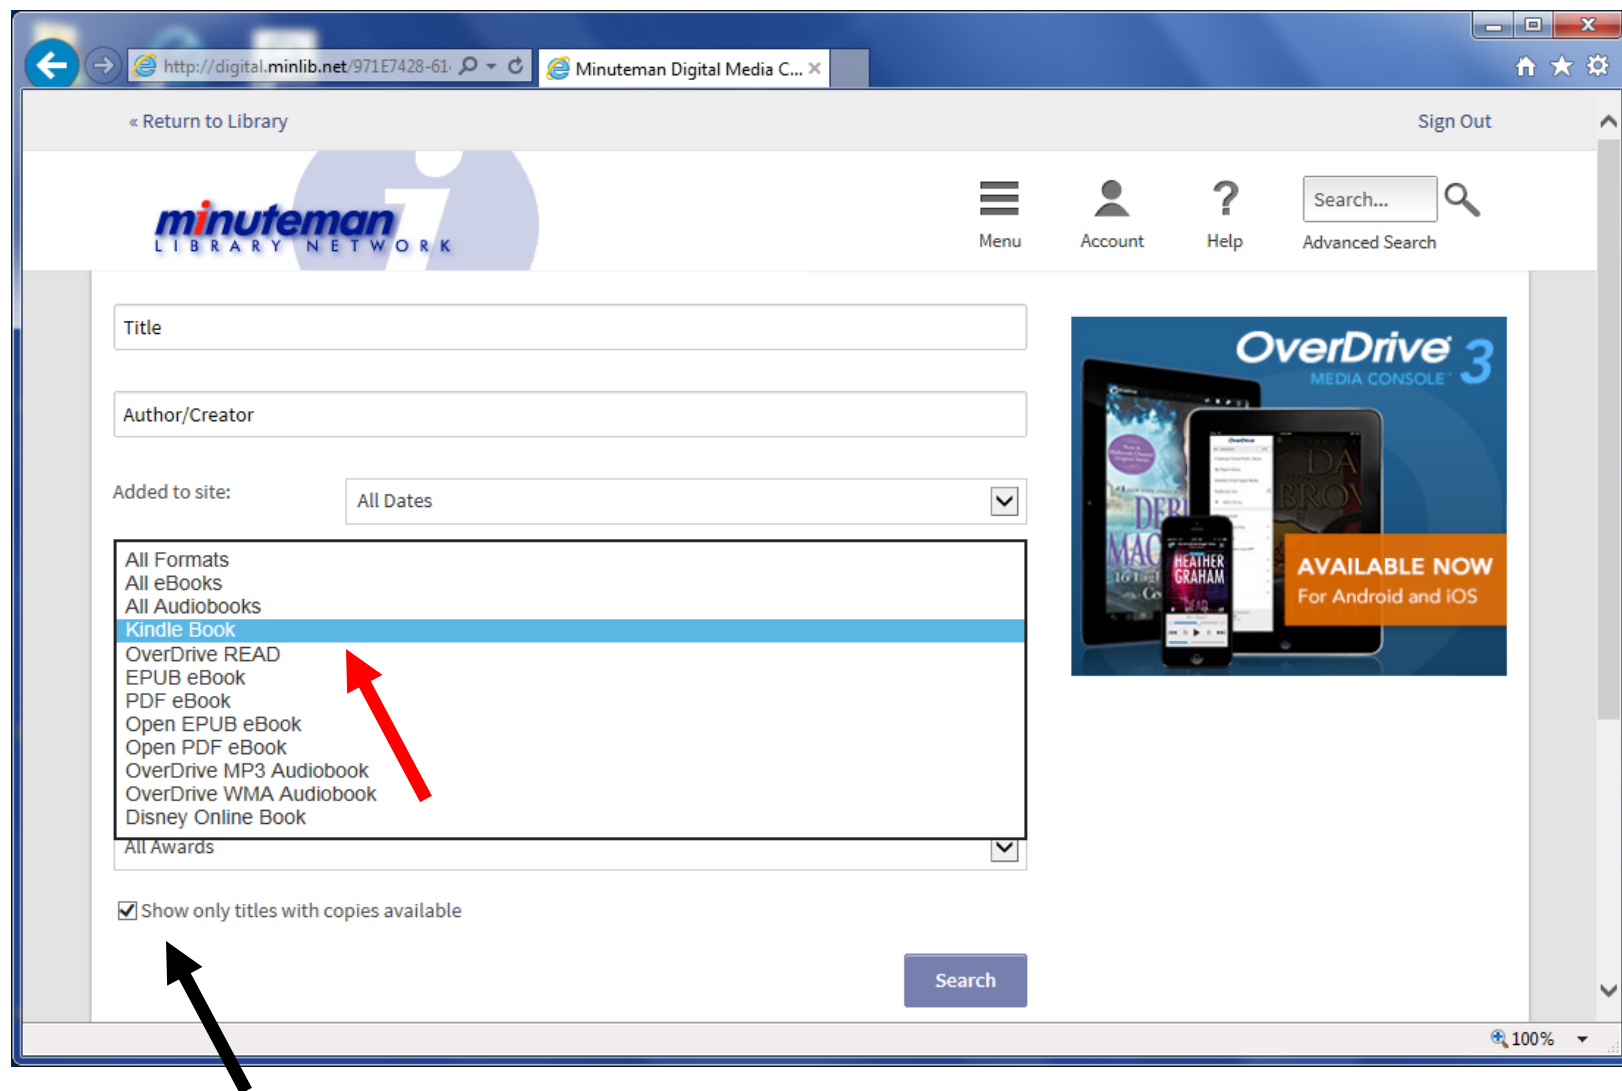 http://digital.minlib.net/971E7428-61
Minuteman Digital Media C...
« Return to Library
Sign Out
minuteman
LIBRARY NETWORK
Menu
Account
Help
Search...
Advanced Search
Title
Author/Creator
Added to site:
All Dates
All Formats
All eBooks
All Audiobooks
Kindle Book
OverDrive READ
EPUB eBook
PDF eBook
Open EPUB eBook
Open PDF eBook
OverDrive MP3 Audiobook
OverDrive WMA Audiobook
Disney Online Book
All Awards
Show only titles with copies available
Search
OverDrive 3
MEDIA CONSOLE™
HEATHER
GRAHAM
AVAILABLE NOW
For Android and iOS
100%